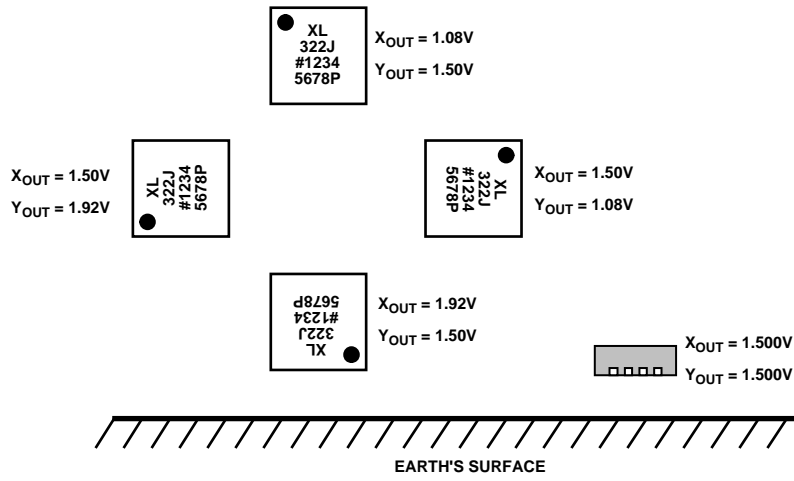 XL
322J
#1234
5678P
XOUT = 1.08V
YOUT = 1.50V
XOUT = 1.50V
YOUT = 1.92V
XL
322J
#1234
5678P
XL
322J
#1234
5678P
XOUT = 1.50V
YOUT = 1.08V
XL
322J
#1234
5678P
XOUT = 1.92V
YOUT = 1.50V
XOUT = 1.500V
YOUT = 1.500V
EARTH'S SURFACE